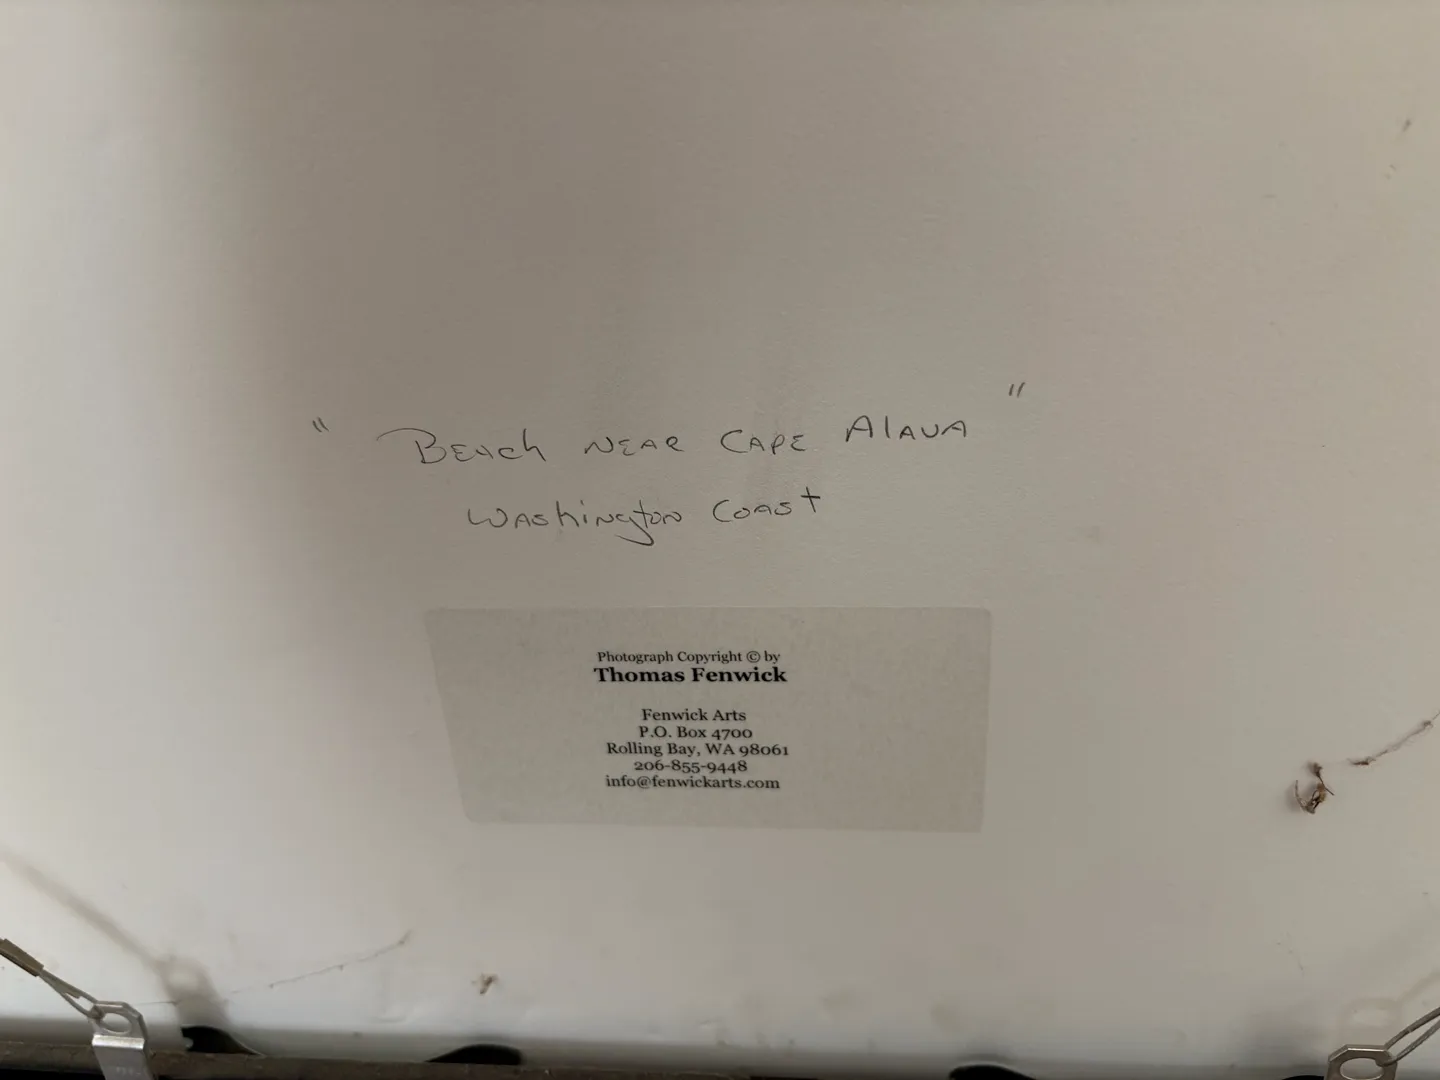 " Beach near Cape Alava "
Washington Coast
Photograph Copyright © by
Thomas Fenwick
Fenwick Arts
P.O. Box 4700
Rolling Bay, WA 98061
206-855-9448
info@fenwickarts.com